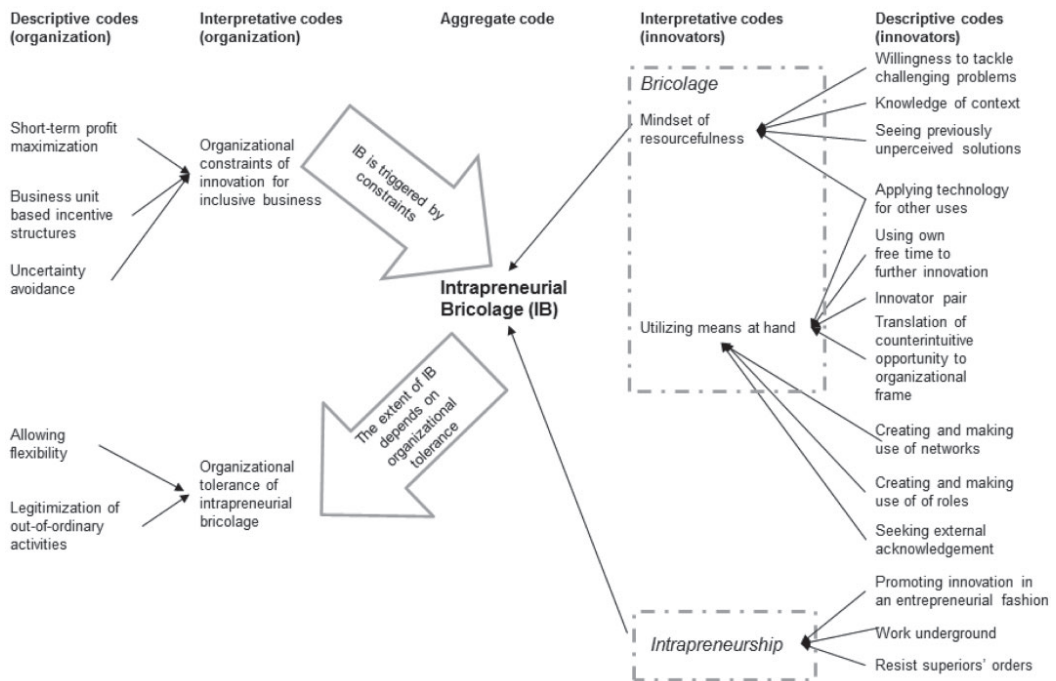 Descriptive codes
(organization)
Interpretative codes
(organization)
Aggregate code
Interpretative codes
(innovators)
Descriptive codes
(innovators)
Short-term profit
maximization
Business unit
based incentive
structures
Uncertainty
avoidance
Organizational
constraints of
innovation for
inclusive business
IB is triggered by
constraints
Intrapreneurial
Bricolage (IB)
The extent of IB
depends on
organizational
tolerance
Allowing
flexibility
Legitimization of
out-of-ordinary
activities
Organizational
tolerance of
intrapreneurial
bricolage
Bricolage
Mindset of
resourcefulness
Utilizing means at hand
Intrapreneurship
Willingness to tackle
challenging problems
Knowledge of context
Seeing previously
unperceived solutions
Applying technology
for other uses
Using own
free time to
further innovation
Innovator pair
Translation of
counterintuitive
opportunity to
organizational
frame
Creating and making
use of networks
Creating and making
use of of roles
Seeking external
acknowledgement
Promoting innovation in
an entrepreneurial fashion
Work underground
Resist superiors' orders